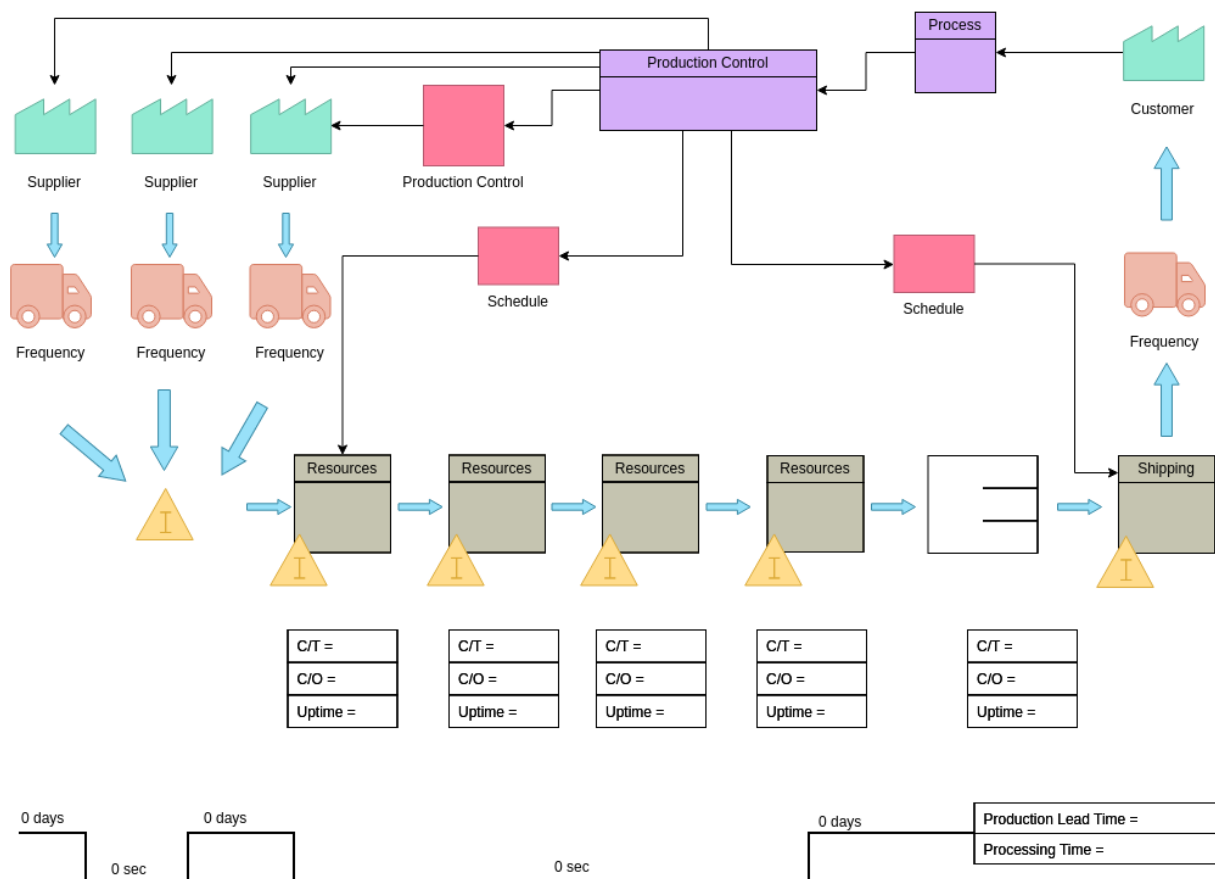 Process
Production Control
Customer
Supplier
Supplier
Supplier
Production Control
Schedule
Schedule
Frequency
Frequency
Frequency
Frequency
Resources
Resources
Resources
Resources
Shipping
I
I
I
I
I
I
C/T =
C/O =
Uptime =
C/T =
C/O =
Uptime =
C/T =
C/O =
Uptime =
C/T =
C/O =
Uptime =
C/T =
C/O =
Uptime =
0 days
0 sec
0 days
0 sec
0 days
Production Lead Time =
Processing Time =